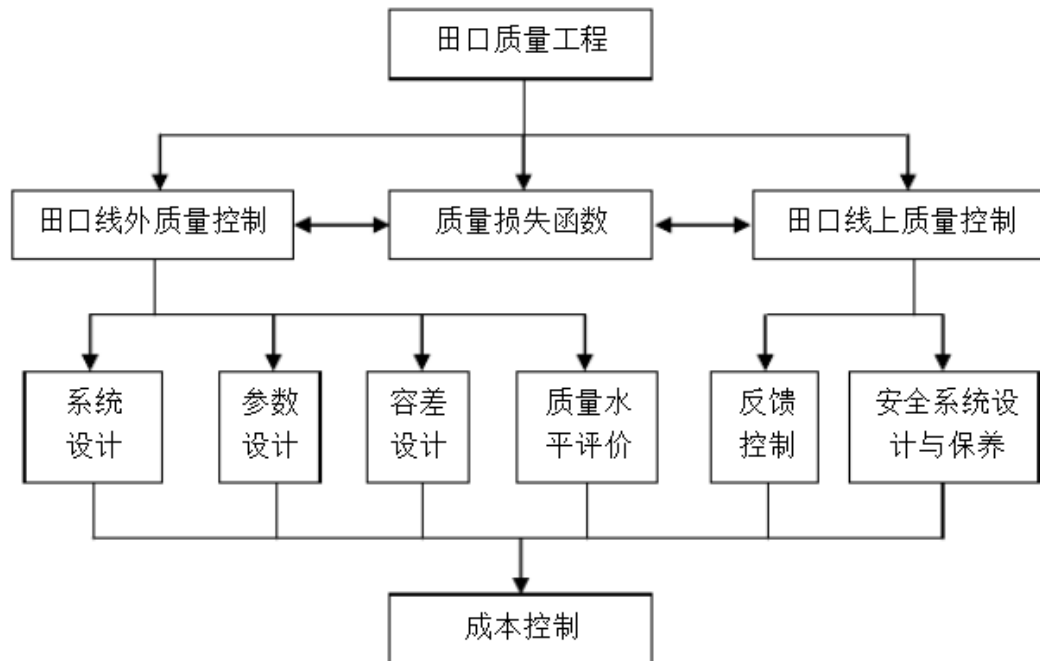 田口质量工程
田口线外质量控制
质量损失函数
田口线上质量控制
系统
设计
参数
设计
容差
设计
质量水
平评价
反馈
控制
安全系统设
计与保养
成本控制